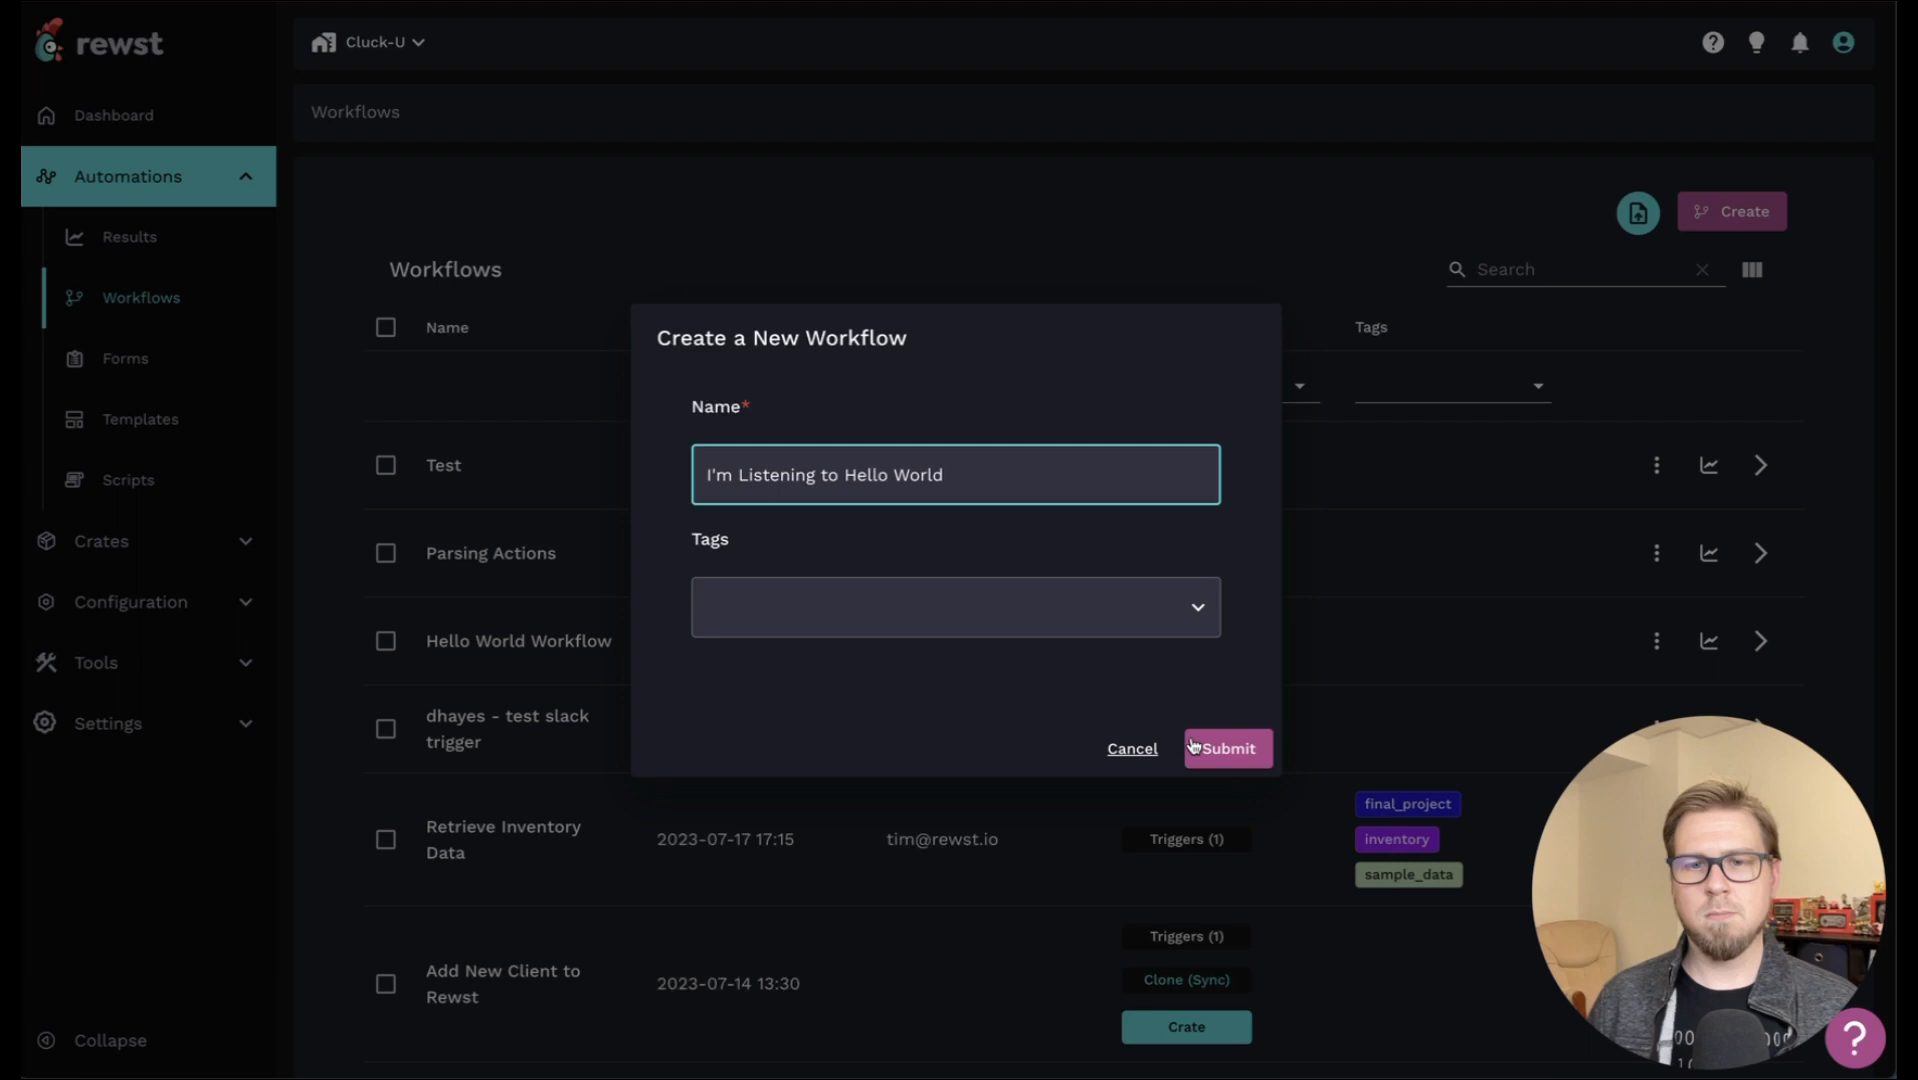 rewst
Cluck-U
Dashboard
Workflows
Automations
Results
Create
Workflows
Search
Workflows
Name
Tags
Create a New Workflow
Forms
Name*
Templates
Test
I'm Listening to Hello World
Scripts
Tags
Crates
Parsing Actions
Configuration
Hello World Workflow
Tools
dhayes - test slack
trigger
Settings
Cancel
Submit
final_project
Retrieve Inventory
Data
2023-07-17 17:15
tim@rewst.io
Triggers (1)
inventory
sample_data
Triggers (1)
Add New Client to
Rewst
2023-07-14 13:30
Clone (Sync)
Crate
Collapse
?